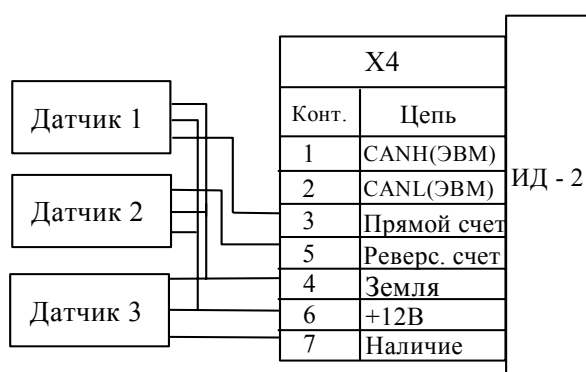 X4
Датчик 1
Конт. Цепь
1 CANH(ЭВМ)
Датчик 2
2 CANL(ЭВМ)
ИД - 2
3 Прямой счет
5 Реверс. счет
4 Земля
Датчик 3
6 +12В
7 Наличие